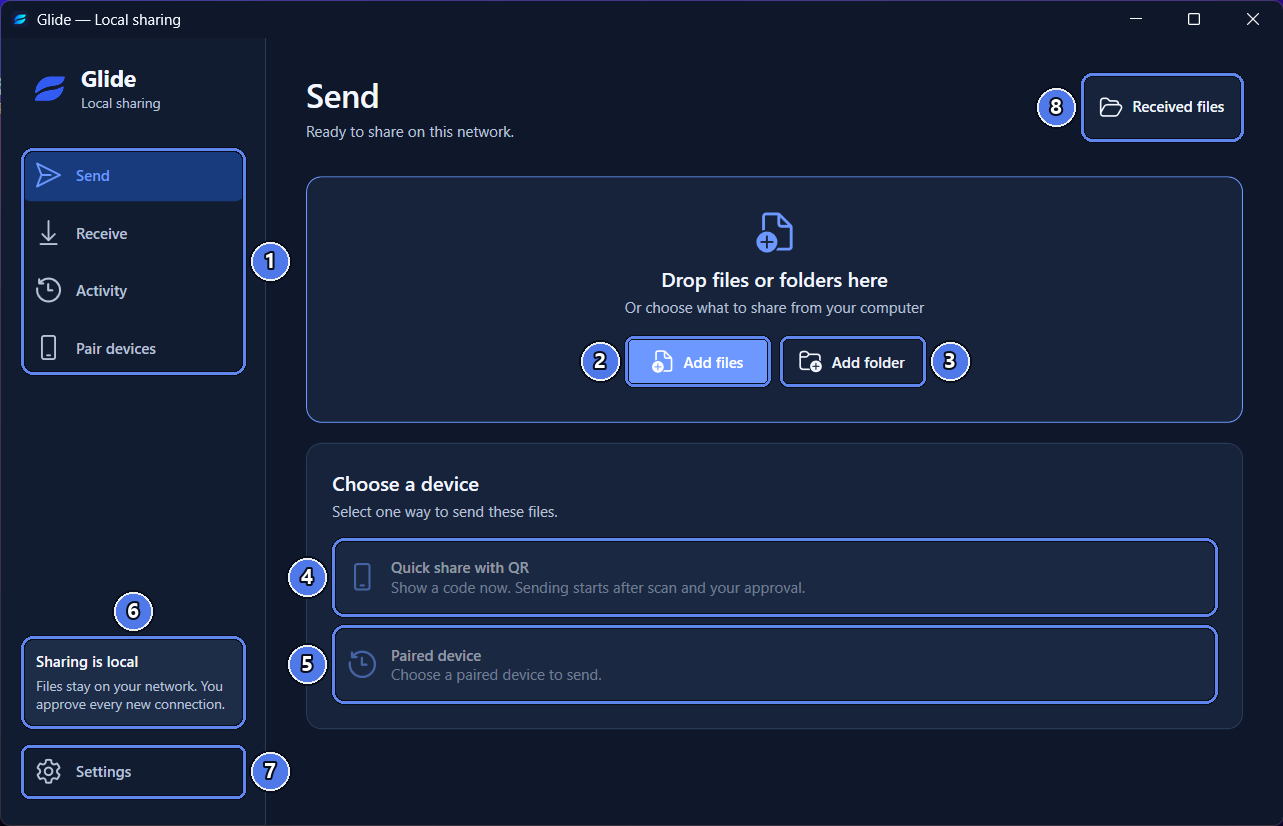 Glide — Local sharing
Glide
Local sharing
Send
Receive
Activity
Pair devices
1
6
Sharing is local
Files stay on your network. You
approve every new connection.
Settings
7
Send
Ready to share on this network.
8
Received files
Drop files or folders here
Or choose what to share from your computer
2
Add files
Add folder
3
Choose a device
Select one way to send these files.
4
Quick share with QR
Show a code now. Sending starts after scan and your approval.
5
Paired device
Choose a paired device to send.